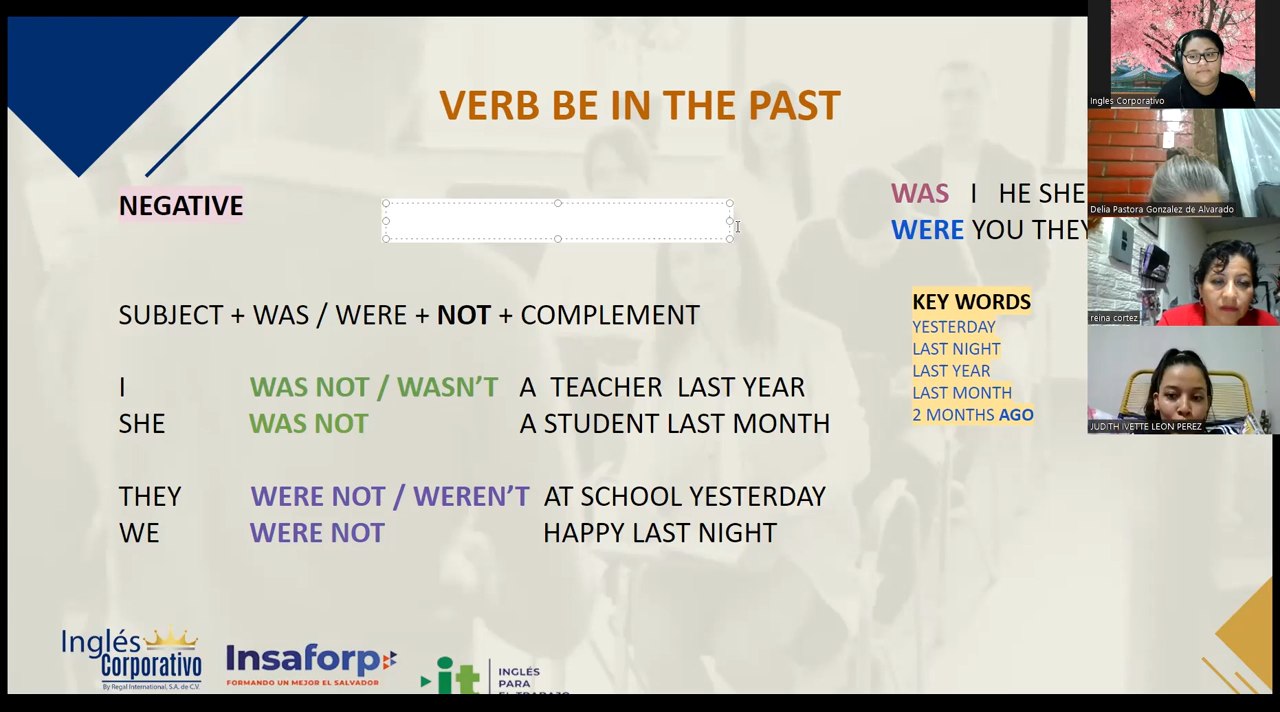 VERB BE IN THE PAST
NEGATIVE
WAS I HE SHE
WERE YOU THEY
SUBJECT + WAS / WERE + NOT + COMPLEMENT
KEY WORDS
YESTERDAY
LAST NIGHT
LAST YEAR
LAST MONTH
2 MONTHS AGO
I WAS NOT / WASN'T A TEACHER LAST YEAR
SHE WAS NOT A STUDENT LAST MONTH
THEY WERE NOT / WEREN'T AT SCHOOL YESTERDAY
WE WERE NOT HAPPY LAST NIGHT
Inglés
Corporativo
By Regal International, S.A. de C.V.
Insaforp
FORMANDO UN MEJOR EL SALVADOR
it
INGLÉS
PARA
EL TRABAJO
Ingles Corporativo
Delia Pastora Gonzalez de Alvarado
reina cortez
JUDITH IVETTE LEON PEREZ